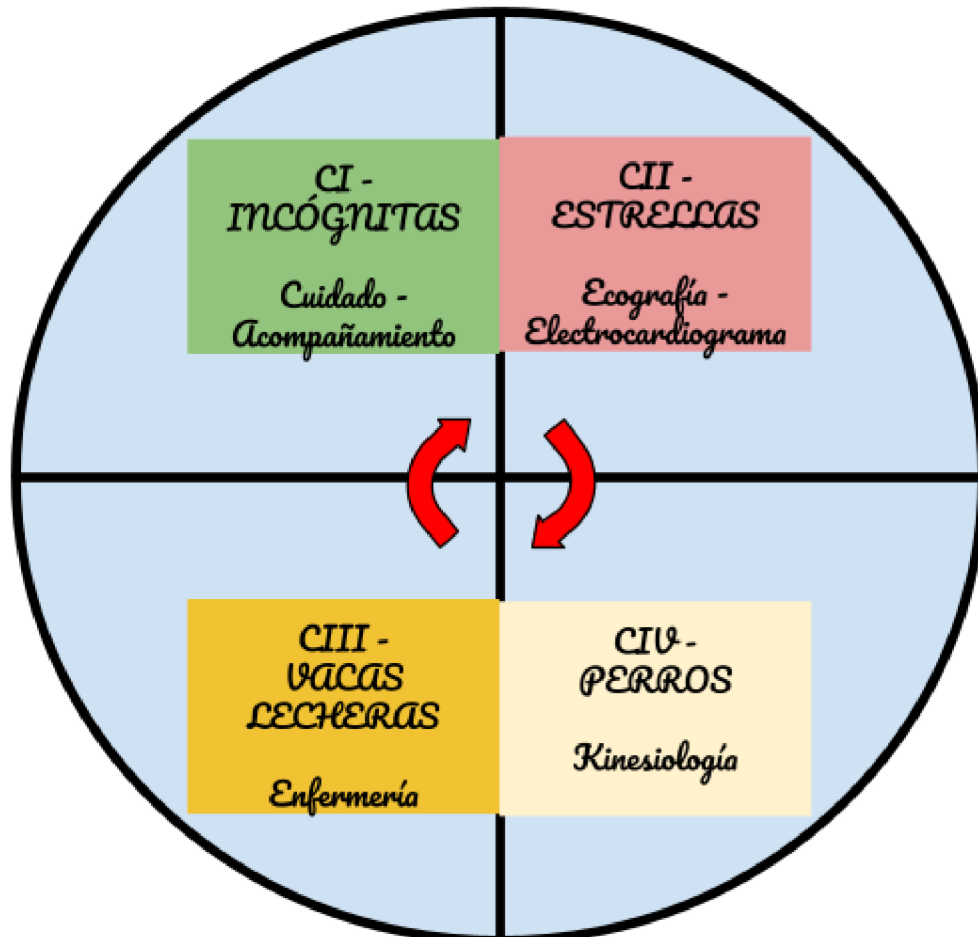 CI -
INCÓGNITAS
Cuidado -
Acompañamiento
CII -
ESTRELLAS
Ecografía -
Electrocardiograma
CIII -
VACAS
LECHERAS
Enfermería
CIV -
PERROS
Kinesiología